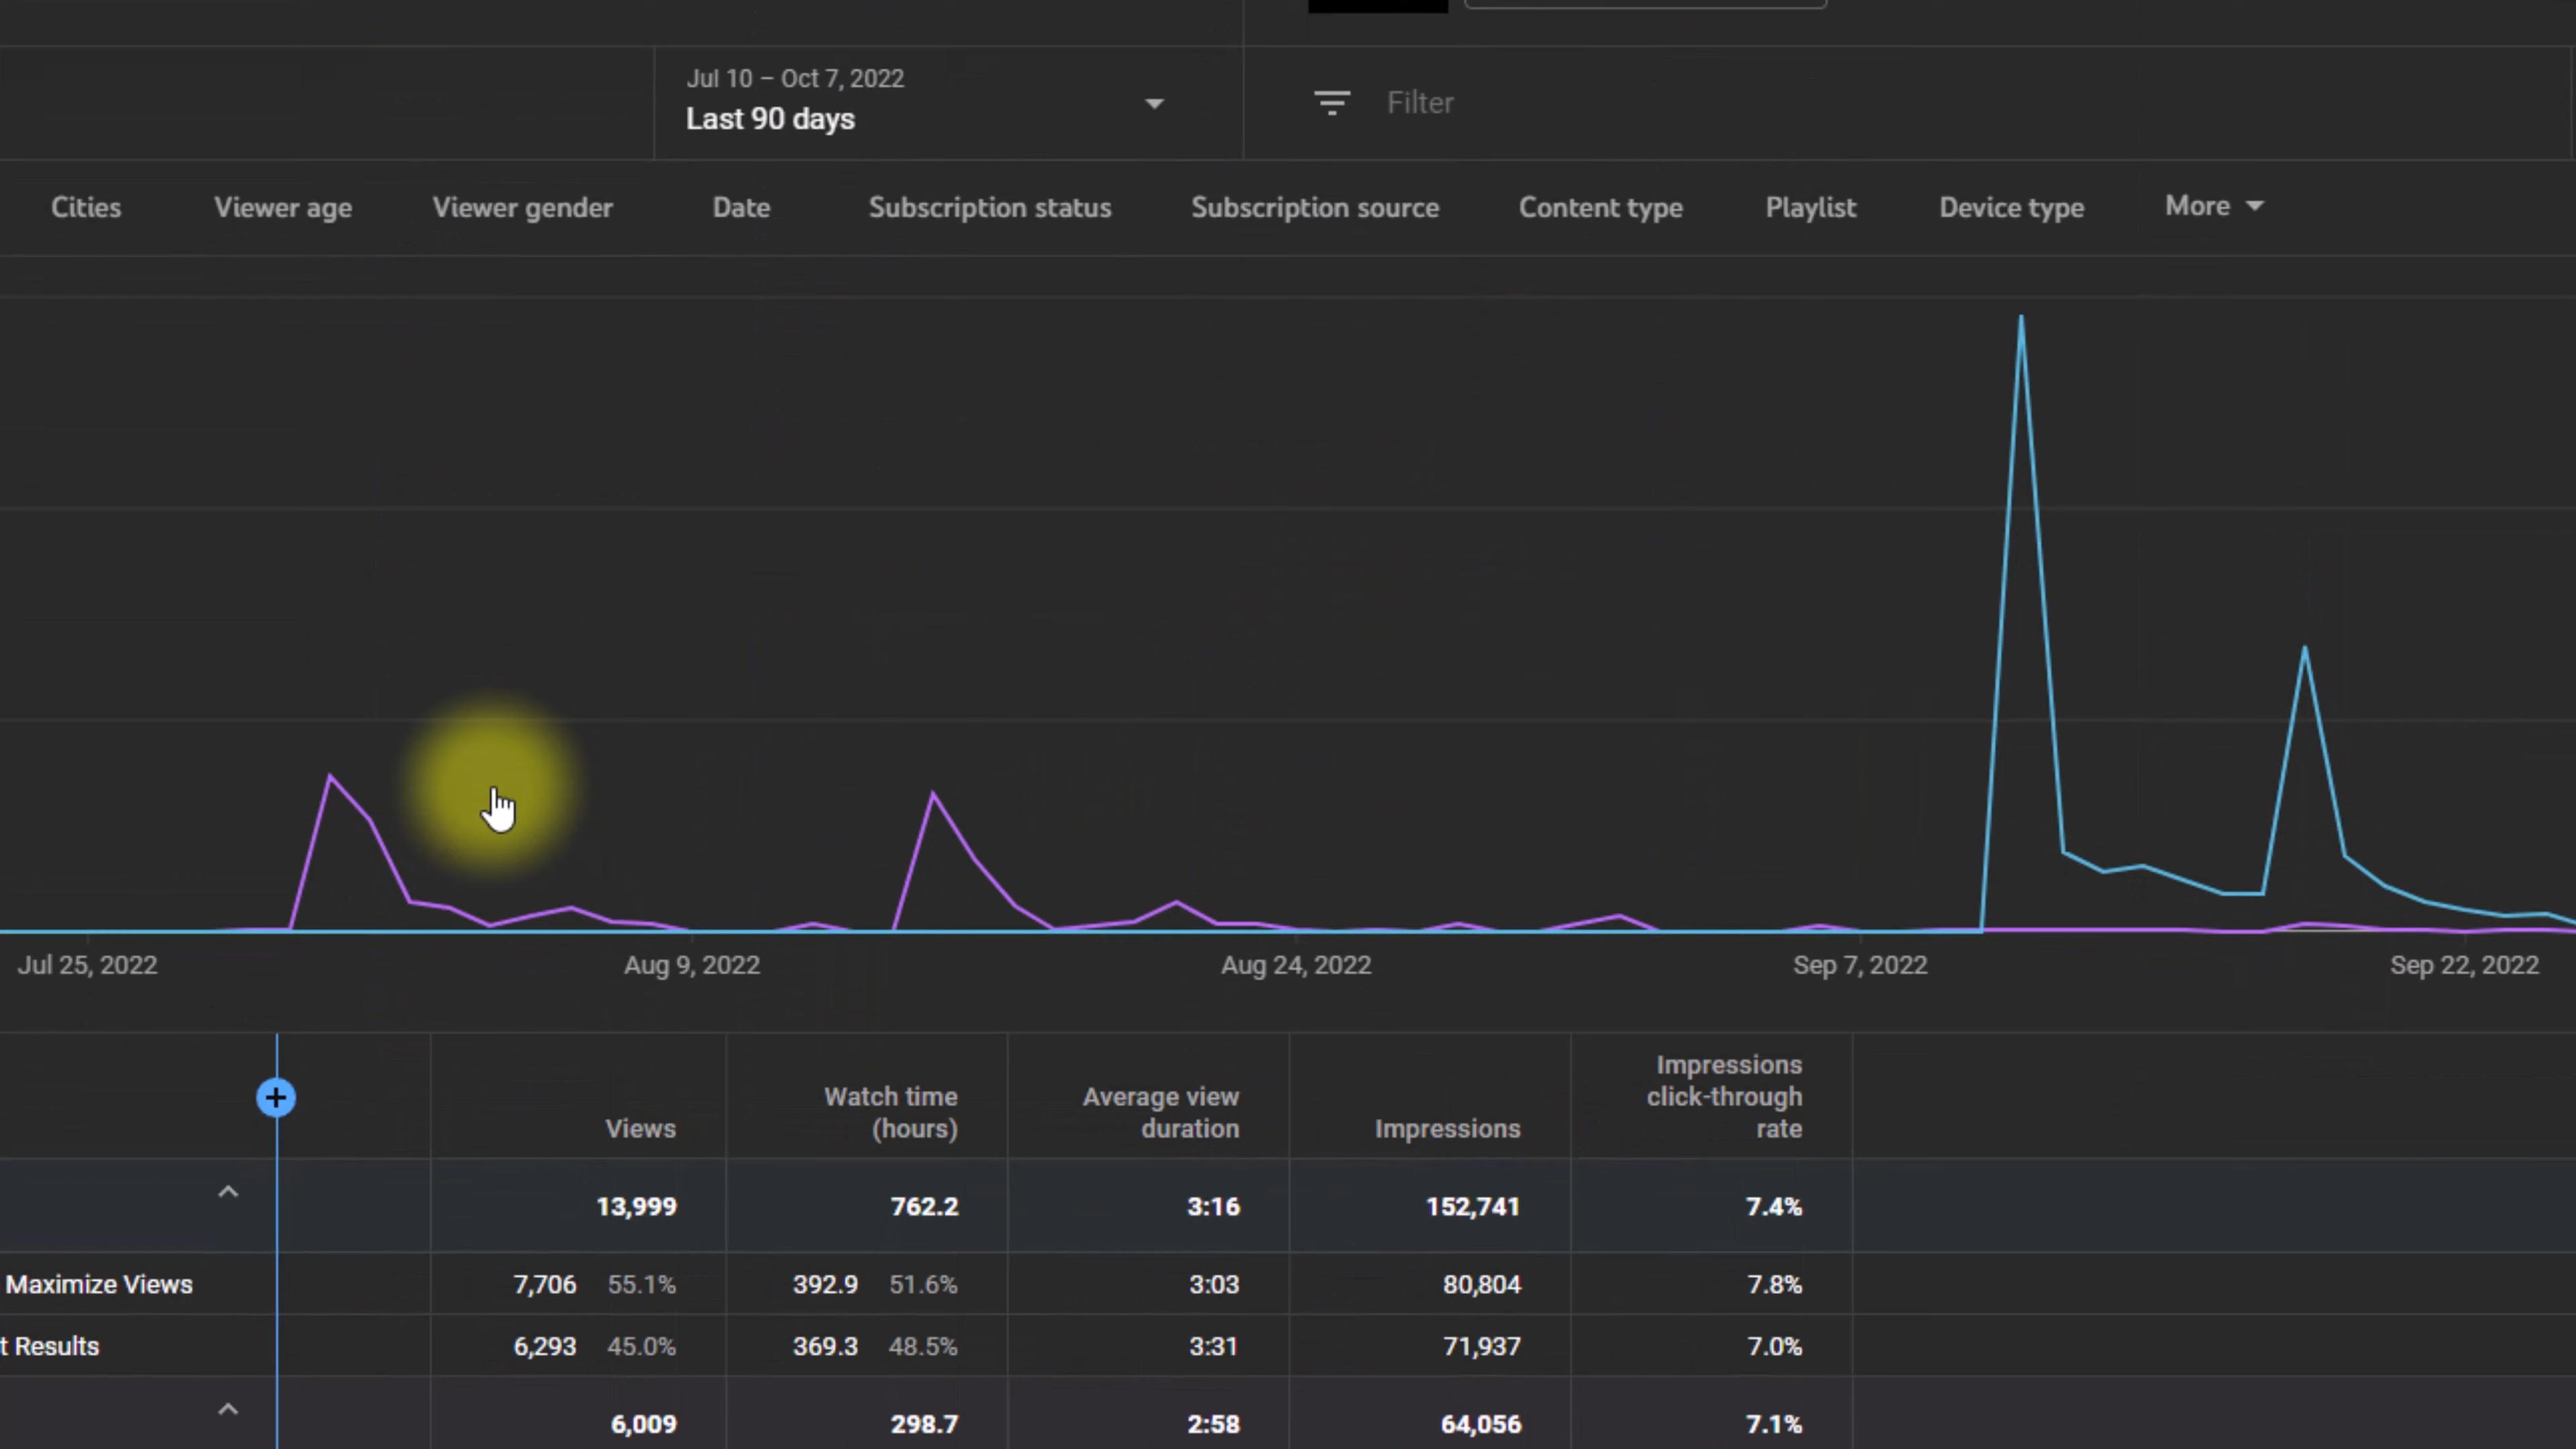 Jul 10 – Oct 7, 2022
Last 90 days
Filter
Cities Viewer age Viewer gender Date Subscription status Subscription source Content type Playlist Device type More
Jul 25, 2022 Aug 9, 2022 Aug 24, 2022 Sep 7, 2022 Sep 22, 2022
Views
Watch time
(hours)
Average view
duration
Impressions
Impressions
click-through
rate
13,999 762.2 3:16 152,741 7.4%
Maximize Views 7,706 55.1% 392.9 51.6% 3:03 80,804 7.8%
t Results 6,293 45.0% 369.3 48.5% 3:31 71,937 7.0%
6,009 298.7 2:58 64,056 7.1%